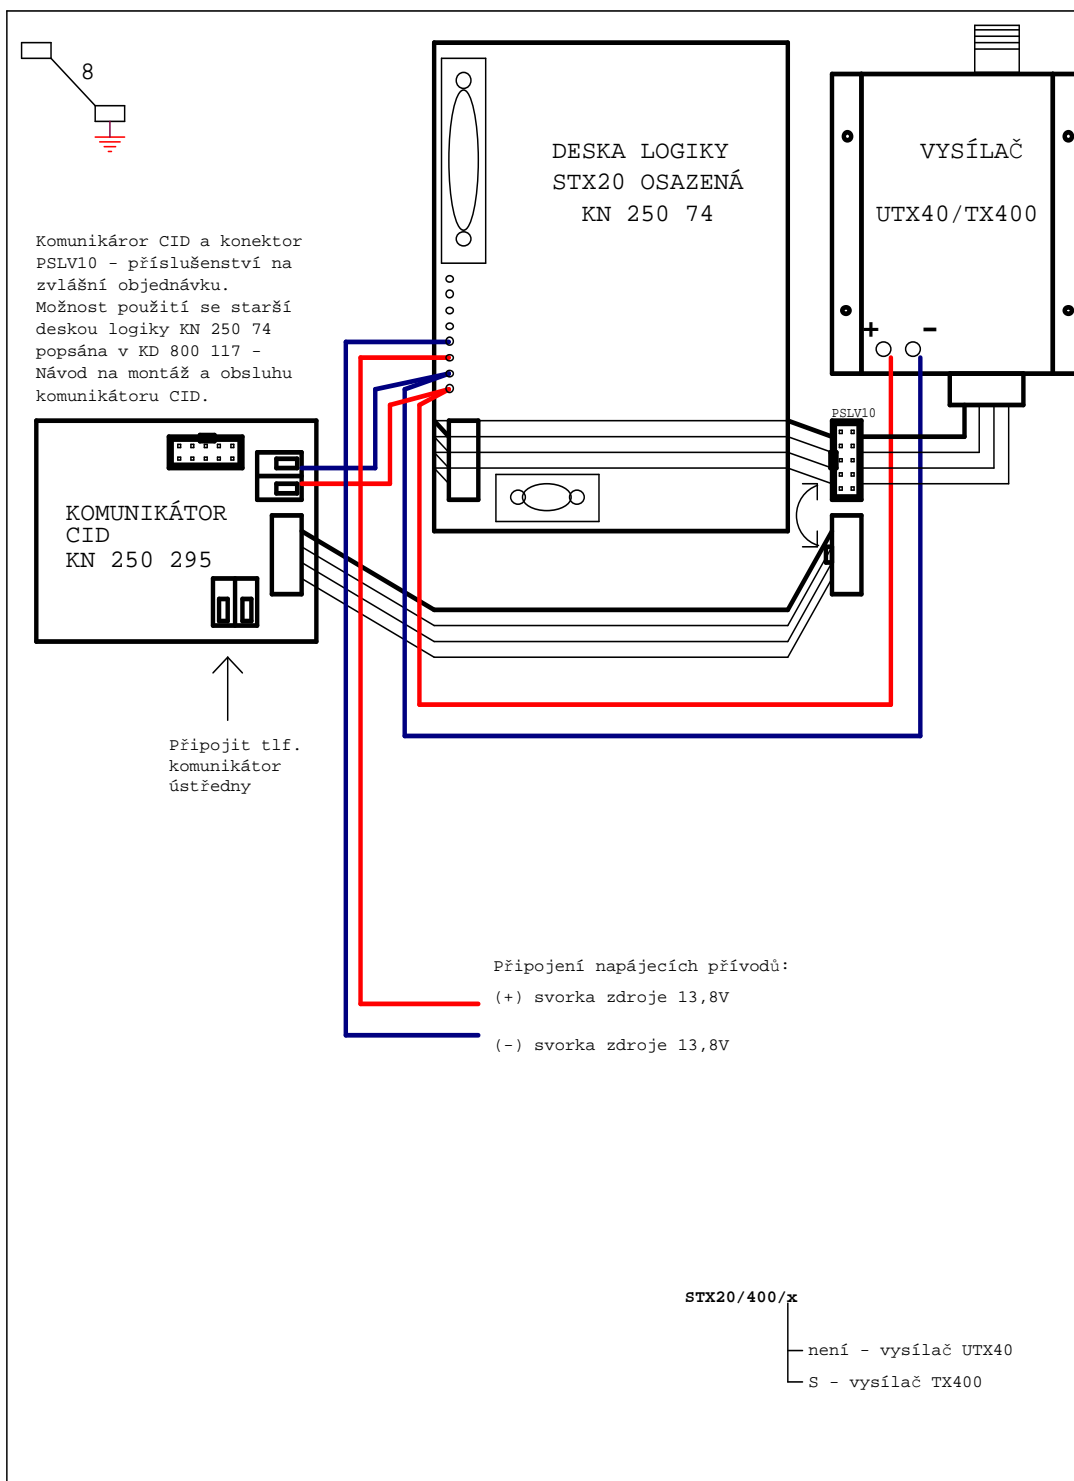 8
DESKA LOGIKY
STX20 OSAZENÁ
KN 250 74
VYSÍLAČ
UTX40/TX400
+ -
Komunikáror CID a konektor
PSLV10 - příslušenství na
zvlášní objednávku.
Možnost použití se starší
deskou logiky KN 250 74
popsána v KD 800 117 -
Návod na montáž a obsluhu
komunikátoru CID.
PSLV10
KOMUNIKÁTOR
CID
KN 250 295
Připojit tlf.
komunikátor
ústředny
Připojení napájecích přívodů:
(+) svorka zdroje 13,8V
(-) svorka zdroje 13,8V
STX20/400/x
není - vysílač UTX40
S - vysílač TX400